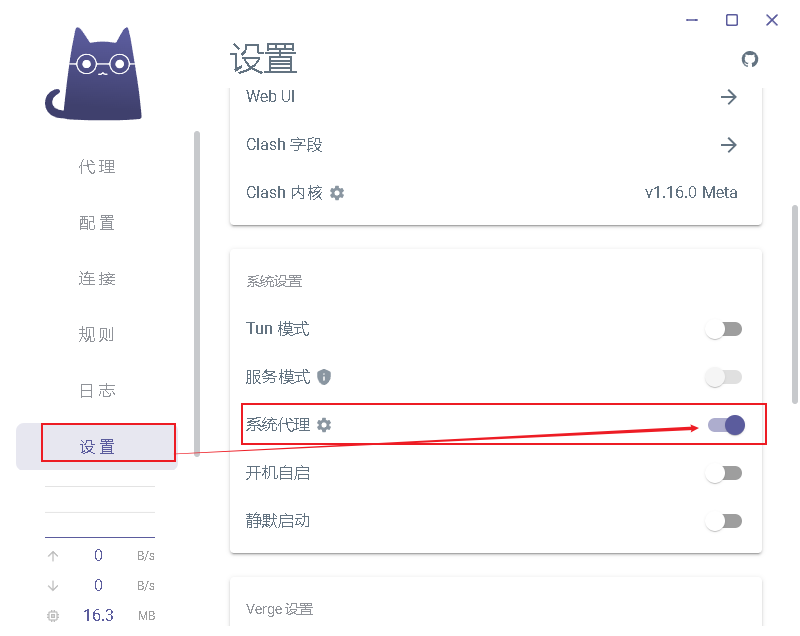 设置
Web UI
Clash 字段
Clash 内核 v1.16.0 Meta
代理
配置
连接
规则
日志
设置
系统设置
Tun 模式
服务模式
系统代理
开机自启
静默启动
Verge 设置
0 B/s
0 B/s
16.3 MB